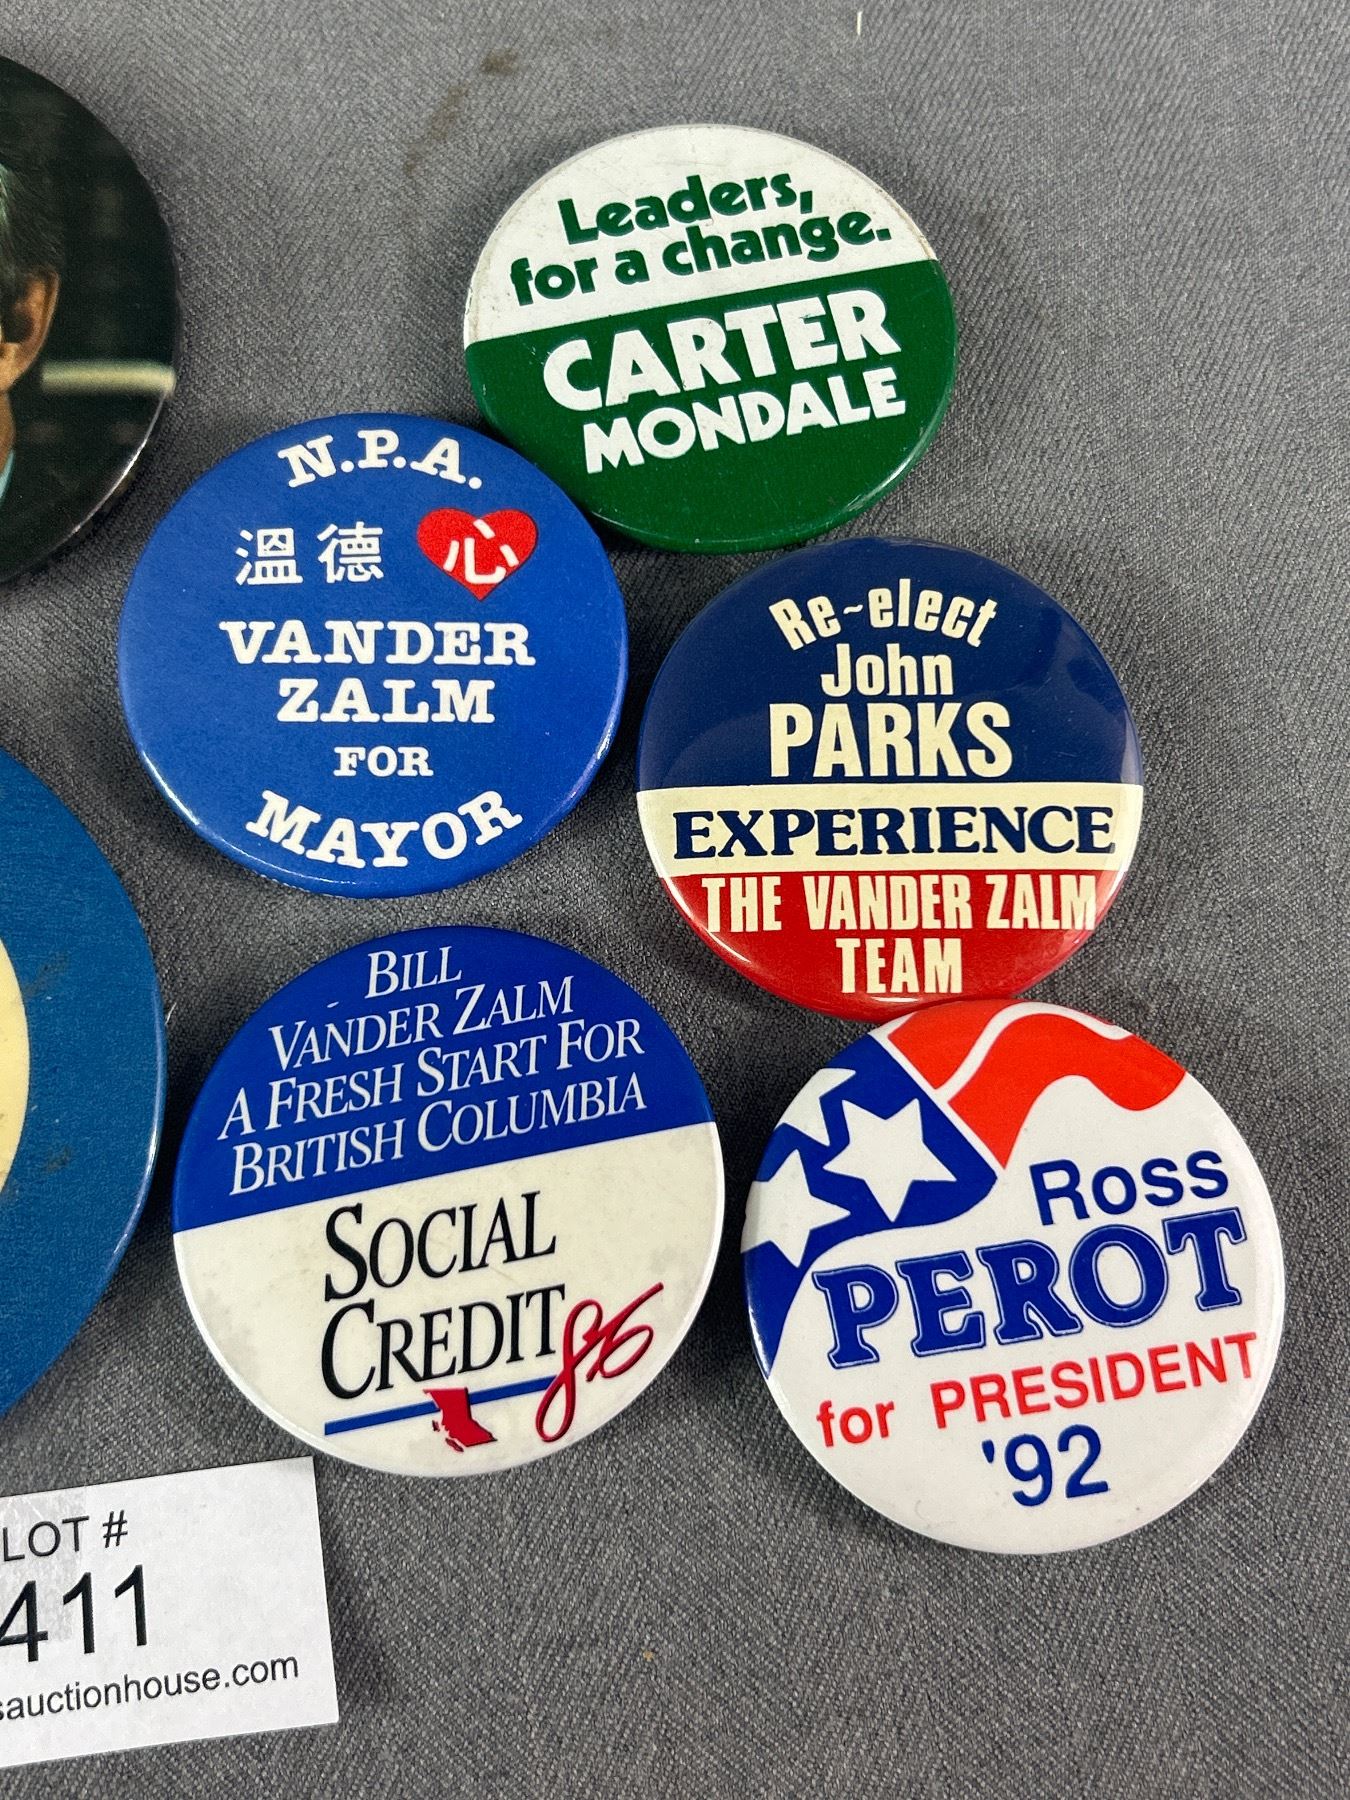 Leaders,
for a change.
CARTER
MONDALE
N.P.A.
溫德心
VANDER
ZALM
FOR
MAYOR
Re-elect
John
PARKS
EXPERIENCE
THE VANDER ZALM
TEAM
BILL
VANDER ZALM
A FRESH START FOR
BRITISH COLUMBIA
SOCIAL
CREDIT
86
ROSS
PEROT
for PRESIDENT
'92
LOT #
411
sauctionhouse.com